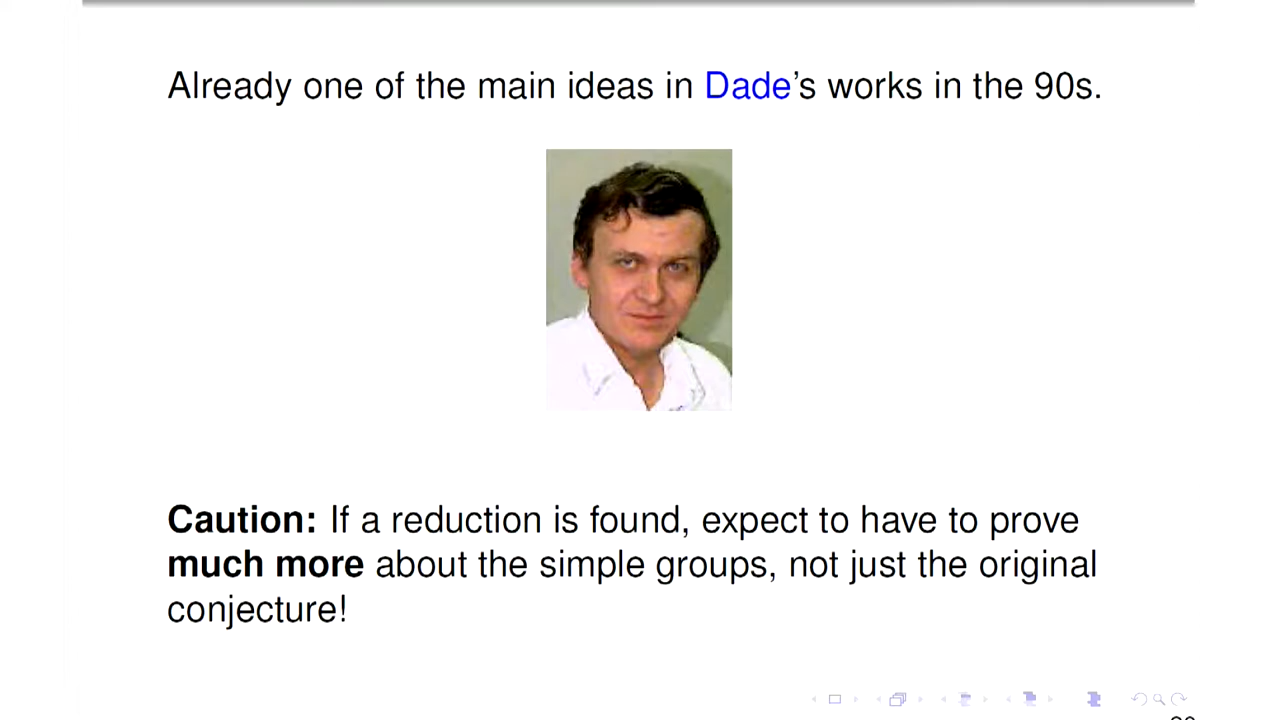 Already one of the main ideas in Dade's works in the 90s.
Caution: If a reduction is found, expect to have to prove
much more about the simple groups, not just the original
conjecture!